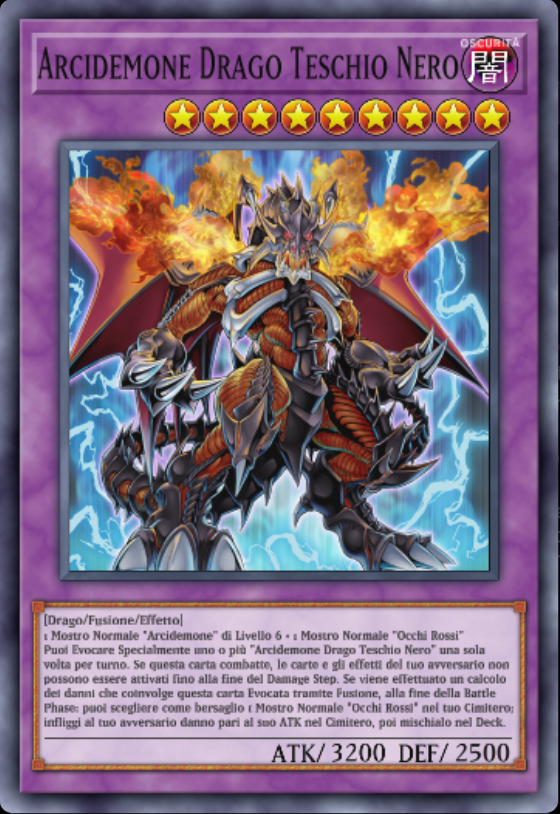 OSCURITÀ
ARCIDEMONE DRAGO TESCHIO NERO
闇
[Drago/Fusione/Effetto]
1 Mostro Normale "Arcidemone" di Livello 6 + 1 Mostro Normale "Occhi Rossi"
Puoi Evocare Specialmente uno o più "Arcidemone Drago Teschio Nero" una sola
volta per turno. Se questa carta combatte, le carte e gli effetti del tuo avversario non
possono essere attivati fino alla fine del Damage Step. Se viene effettuato un calcolo
dei danni che coinvolge questa carta Evocata tramite Fusione, alla fine della Battle
Phase: puoi scegliere come bersaglio 1 Mostro Normale "Occhi Rossi" nel tuo Cimitero;
infliggi al tuo avversario danni pari al suo ATK nel Cimitero, poi mischialo nel Deck.
ATK/ 3200 DEF/ 2500